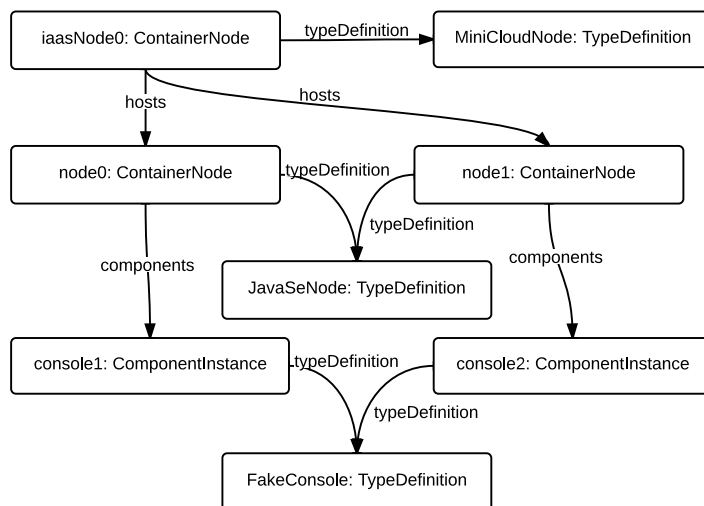 iaasNode0: ContainerNode
typeDefinition
MiniCloudNode: TypeDefinition
hosts
hosts
node0: ContainerNode
typeDefinition
node1: ContainerNode
typeDefinition
components
components
JavaSeNode: TypeDefinition
console1: ComponentInstance
typeDefinition
console2: ComponentInstance
typeDefinition
FakeConsole: TypeDefinition